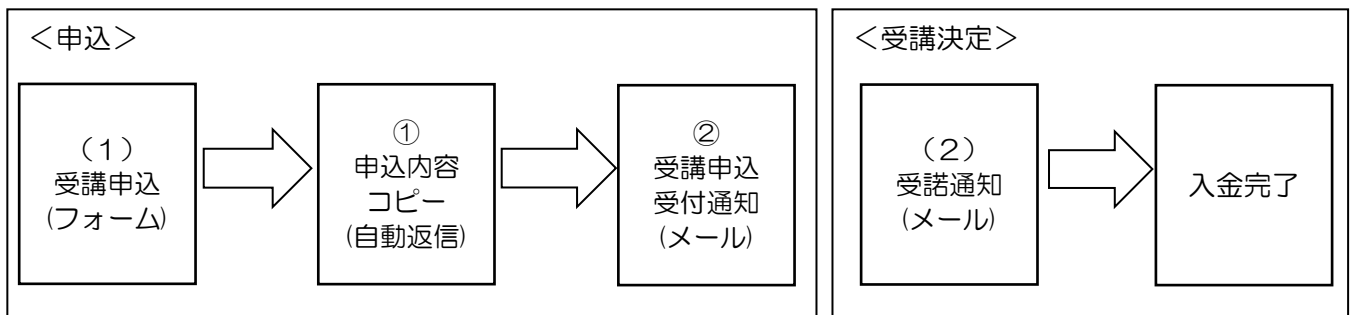 ＜申込＞
（１）
受講申込
(フォーム)
①
申込内容
コピー
(自動返信)
②
受講申込
受付通知
(メール)
＜受講決定＞
（２）
受諾通知
(メール)
入金完了